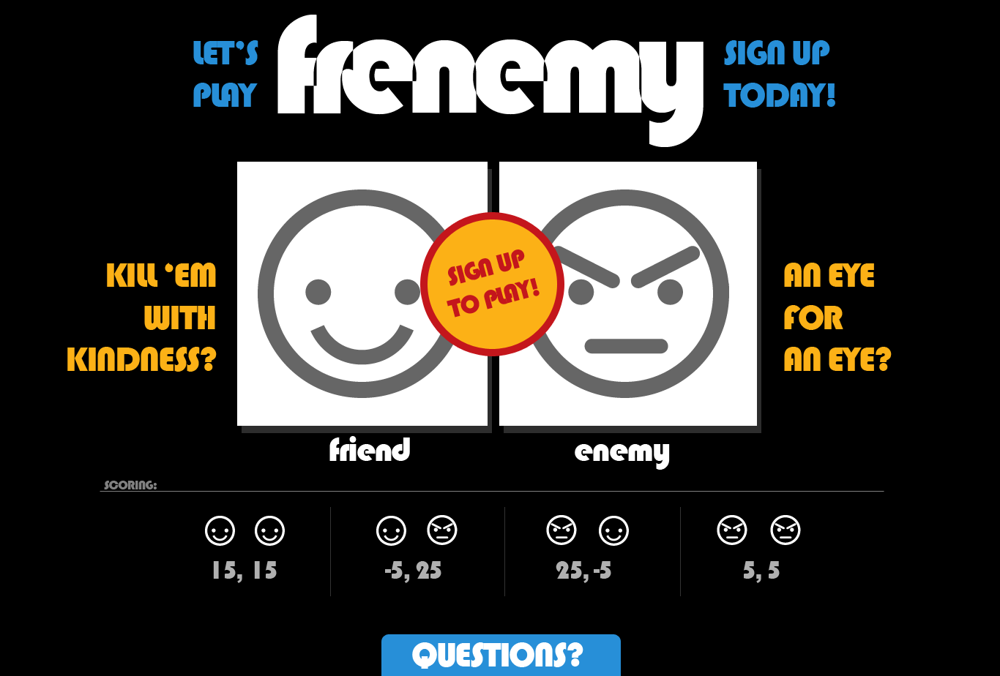 LET'S
PLAY
frenemy
SIGN UP
TODAY!
KILL 'EM
WITH
KINDNESS?
SIGN UP
TO PLAY!
AN EYE
FOR
AN EYE?
friend
enemy
SCORING:
15, 15
-5, 25
25, -5
5, 5
QUESTIONS?